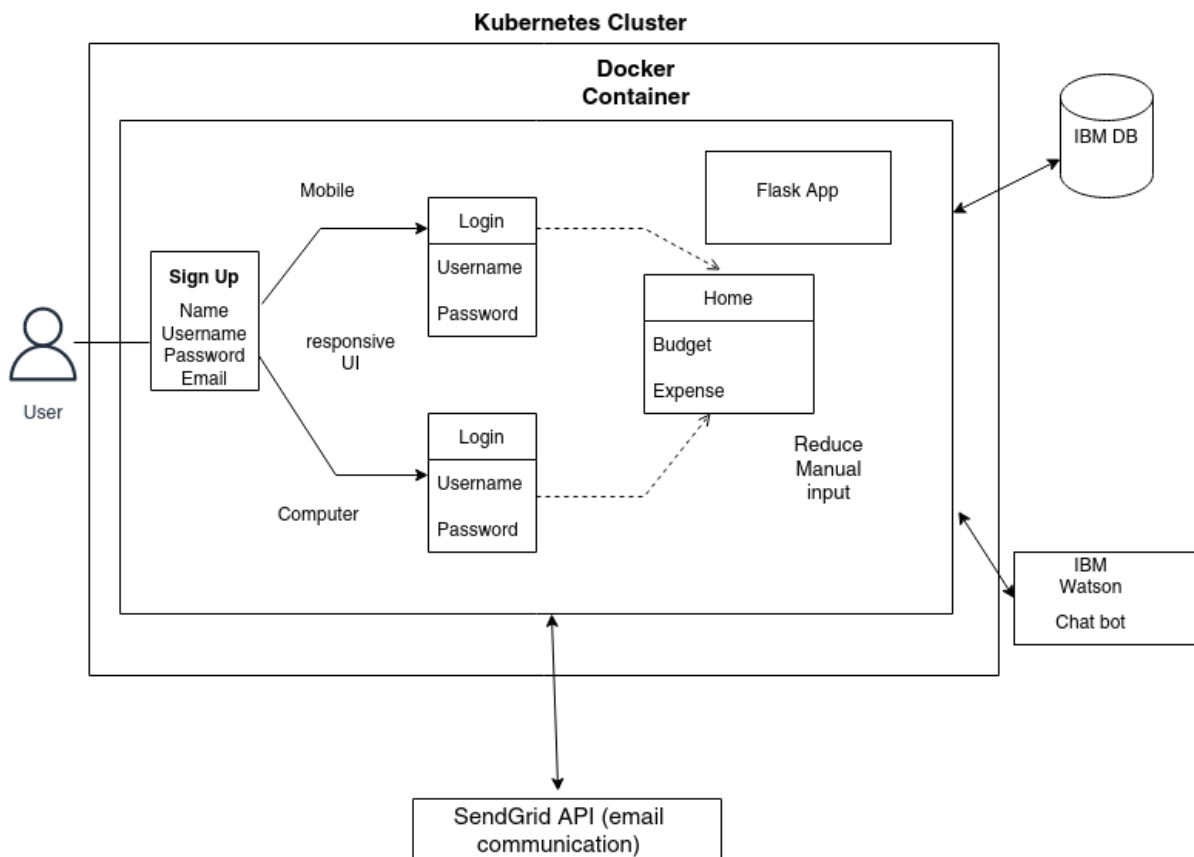 Kubernetes Cluster
Docker
Container
IBM DB
Flask App
Mobile
Login
Username
Password
Sign Up
Name
Username
Password
Email
User
responsive
UI
Home
Budget
Expense
Login
Username
Password
Computer
Reduce
Manual
input
IBM
Watson
Chat bot
SendGrid API (email
communication)